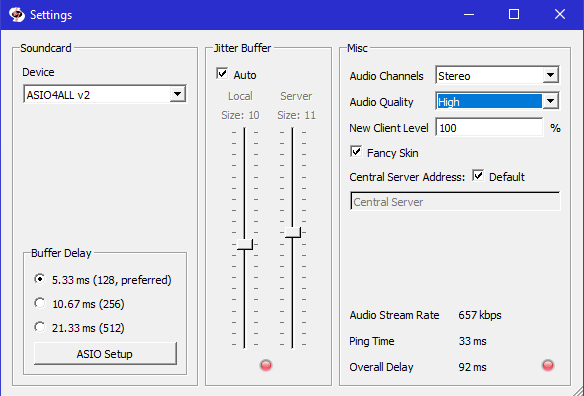 Settings
Soundcard
Device
ASIO4ALL v2
Buffer Delay
5.33 ms (128, preferred)
10.67 ms (256)
21.33 ms (512)
ASIO Setup
Jitter Buffer
Auto
Local Server
Size: 10 Size: 11
Misc
Audio Channels Stereo
Audio Quality High
New Client Level 100 %
Fancy Skin
Central Server Address: Default
Central Server
Audio Stream Rate 657 kbps
Ping Time 33 ms
Overall Delay 92 ms